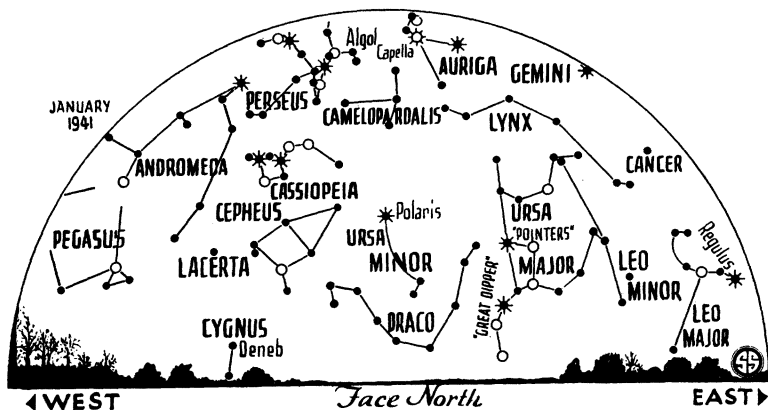 Algol
Capella
AURIGA
GEMINI
PERSEUS
JANUARY
1941
CAMELOPARDALIS
LYNX
ANDROMEDA
CANCER
CASSIOPEIA
CEPHEUS
Polaris
URSA
MINOR
URSA
"POINTERS"
MAJOR
PEGASUS
LACERTA
Regulus
LEO
MINOR
"GREAT DIPPER"
CYGNUS
Deneb
DRACO
LEO
MAJOR
SS
WEST
Face North
EAST